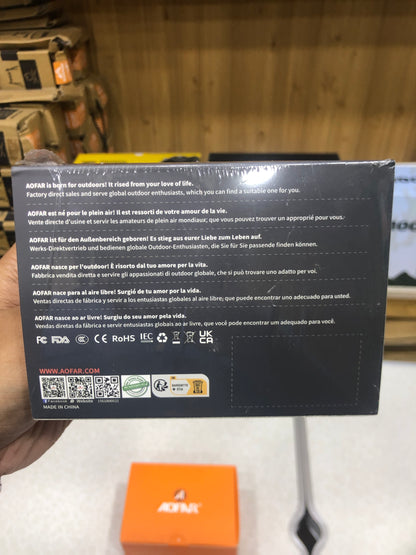 AOFAR is born for outdoors! It rised from your love of life.
Factory direct sales and serve global outdoor enthusiasts, which you can find a suitable one for you.
AOFAR est né pour le plein air! Il est ressorti de votre amour de la vie.
Vente directe d'usine et servir les amateurs de plein air mondiaux; que vous pouvez trouver un approprié pour vous.
AOFAR ist für den Außenbereich geboren! Es stieg aus eurer Liebe zum Leben auf.
Werks-Direktvertrieb und bedienen globale Outdoor-Enthusiasten, die Sie für Sie Passende finden können.
AOFAR nasce per l'outdoor! È risorto dal tuo amore per la vita.
Fabbrica vendita diretta e servire gli appassionati di outdoor globale, che si può trovare uno adatto per voi.
AOFAR nace para al aire libre! Surgió de tu amor por la vida.
Ventas directas de fábrica y servir a los entusiastas globales al aire libre; que puede encontrar uno adecuado para usted.
AOFAR nasce ao ar livre! Surgiu do seu amor pela vida.
Vendas diretas da fábrica e servir entusiastas globais ao ar livre, que você pode encontrar um adequado para você.
FC FDA CE RoHS IEC UK CA
WWW.AOFAR.COM
Facebook Website
MADE IN CHINA
AOFAR